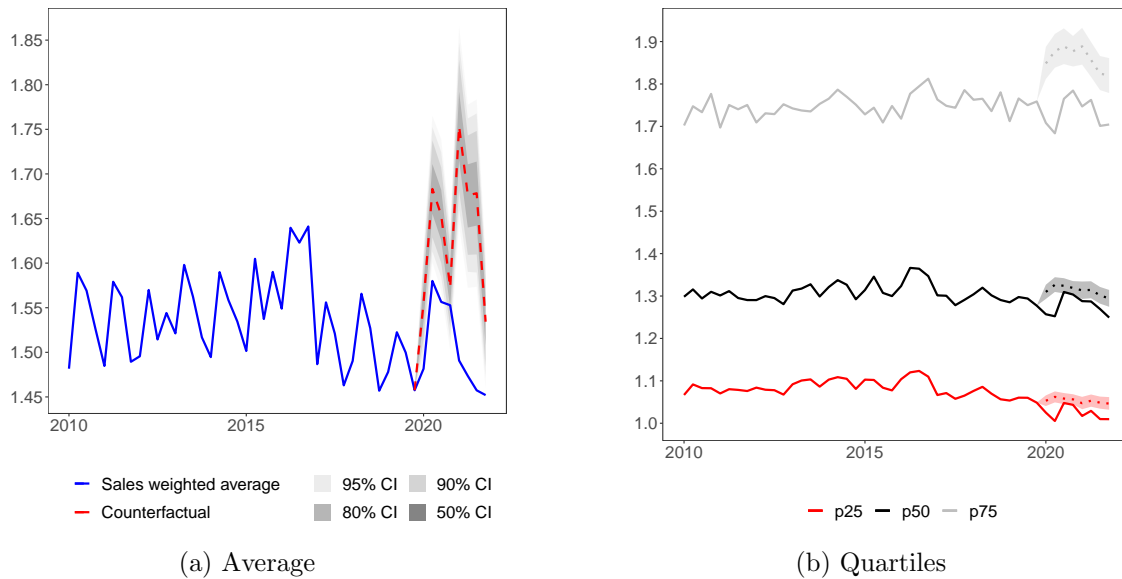 1.85
1.80
1.75
1.70
1.65
1.60
1.55
1.50
1.45
2010 2015 2020
Sales weighted average
Counterfactual
95% CI 90% CI
80% CI 50% CI
(a) Average
1.9
1.8
1.7
1.6
1.5
1.4
1.3
1.2
1.1
1.0
2010 2015 2020
p25 p50 p75
(b) Quartiles